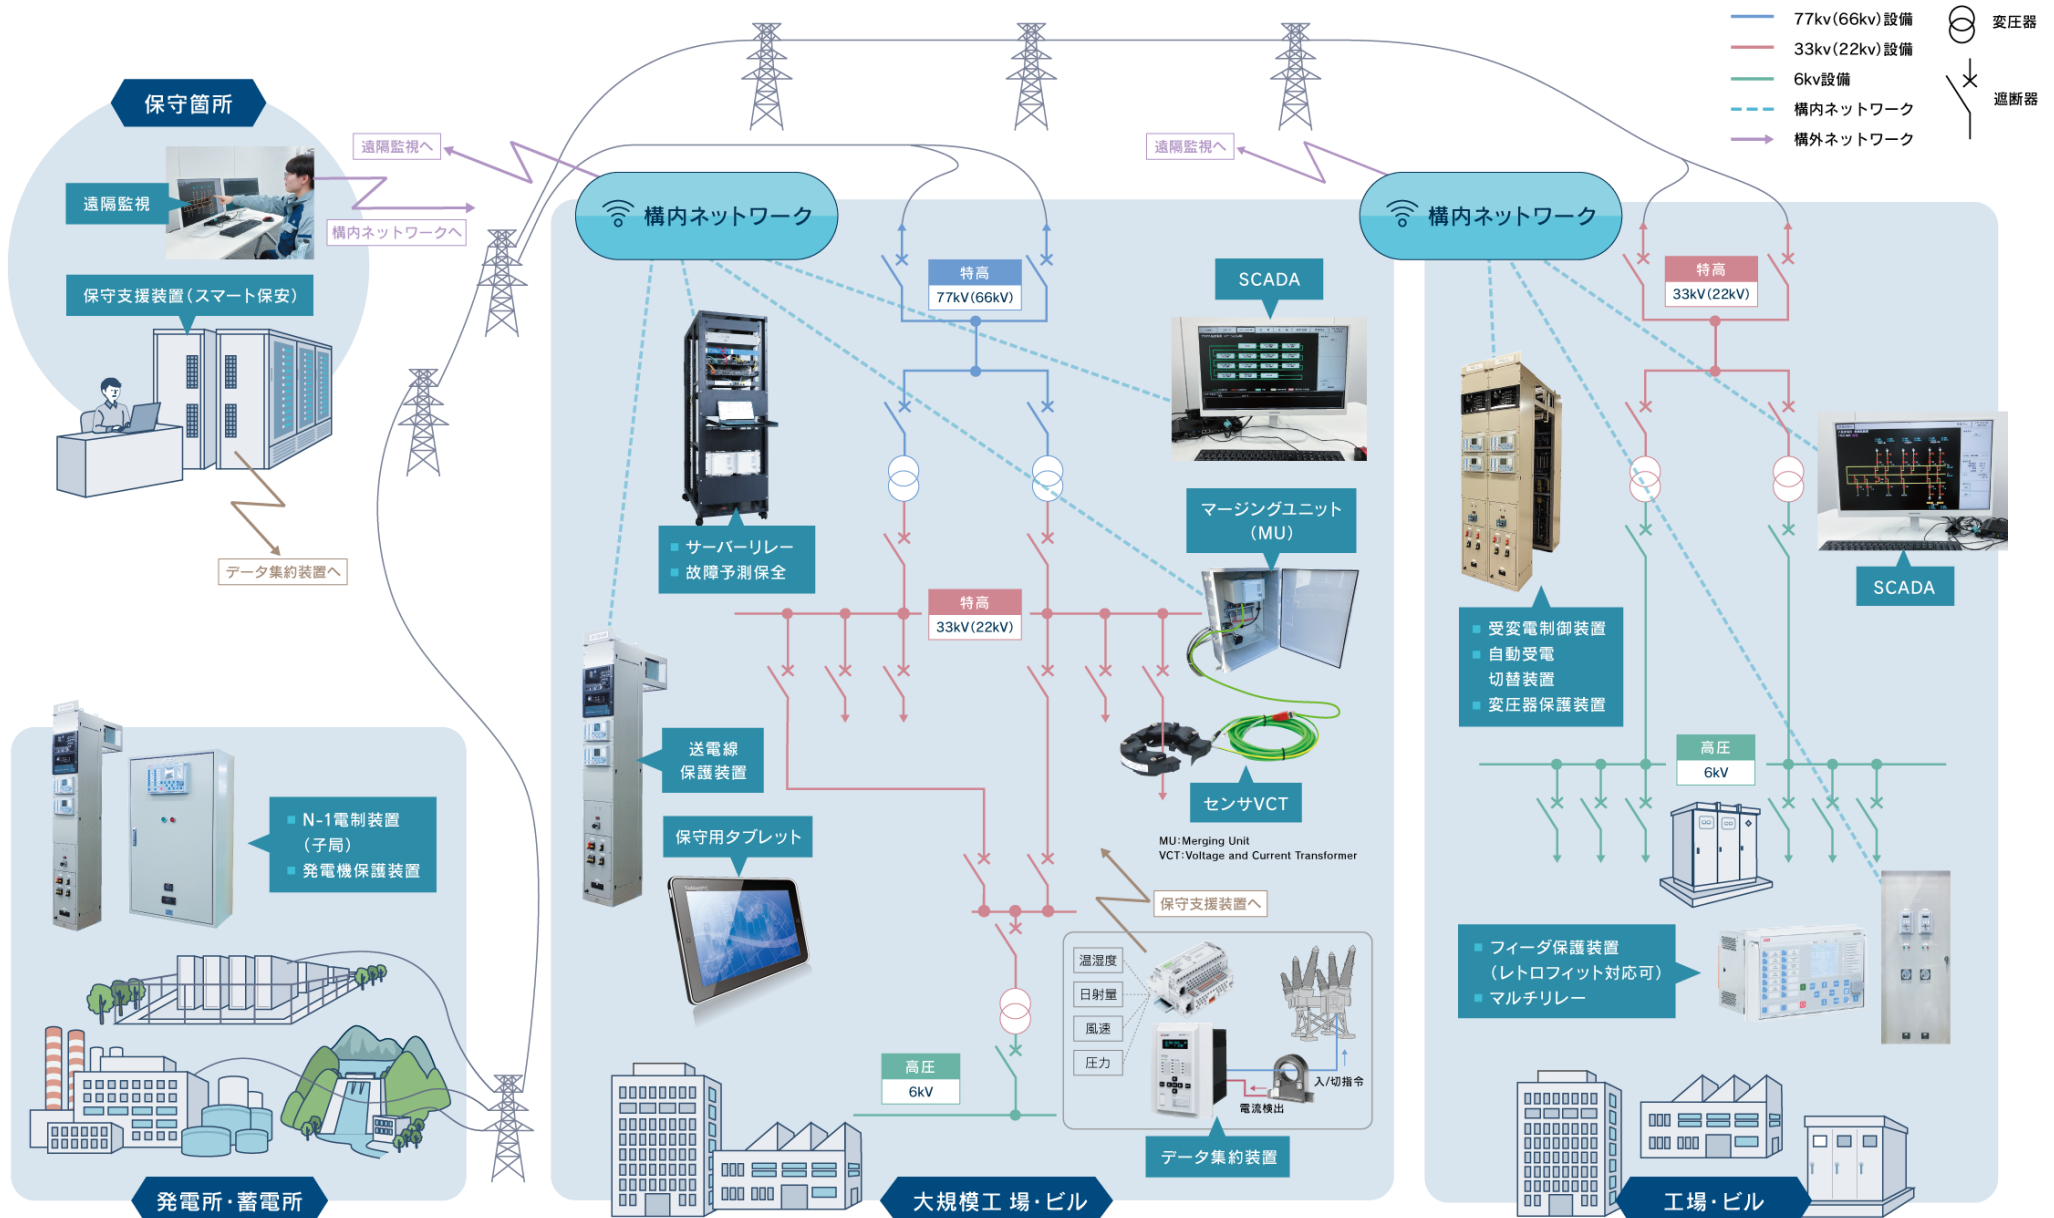 77kv(66kv)設備
33kv(22kv)設備
6kv設備
構内ネットワーク
構外ネットワーク
変圧器
遮断器
保守箇所
遠隔監視
構内ネットワークへ
保守支援装置(スマート保安)
データ集約装置へ
遠隔監視へ
構内ネットワーク
特高
77kV(66kV)
SCADA
サーバーリレー
故障予測保全
マージングユニット
(MU)
特高
33kV(22kV)
送電線
保護装置
センサVCT
MU:Merging Unit
VCT:Voltage and Current Transformer
保守用タブレット
保守支援装置へ
温湿度
日射量
風速
圧力
入/切指令
電流検出
データ集約装置
高圧
6kV
大規模工 場・ビル
遠隔監視へ
構内ネットワーク
特高
33kV(22kV)
SCADA
受変電制御装置
自動受電
切替装置
変圧器保護装置
高圧
6kV
フィーダ保護装置
(レトロフィット対応可)
マルチリレー
工場・ビル
N-1電制装置
(子局)
発電機保護装置
発電所・蓄電所